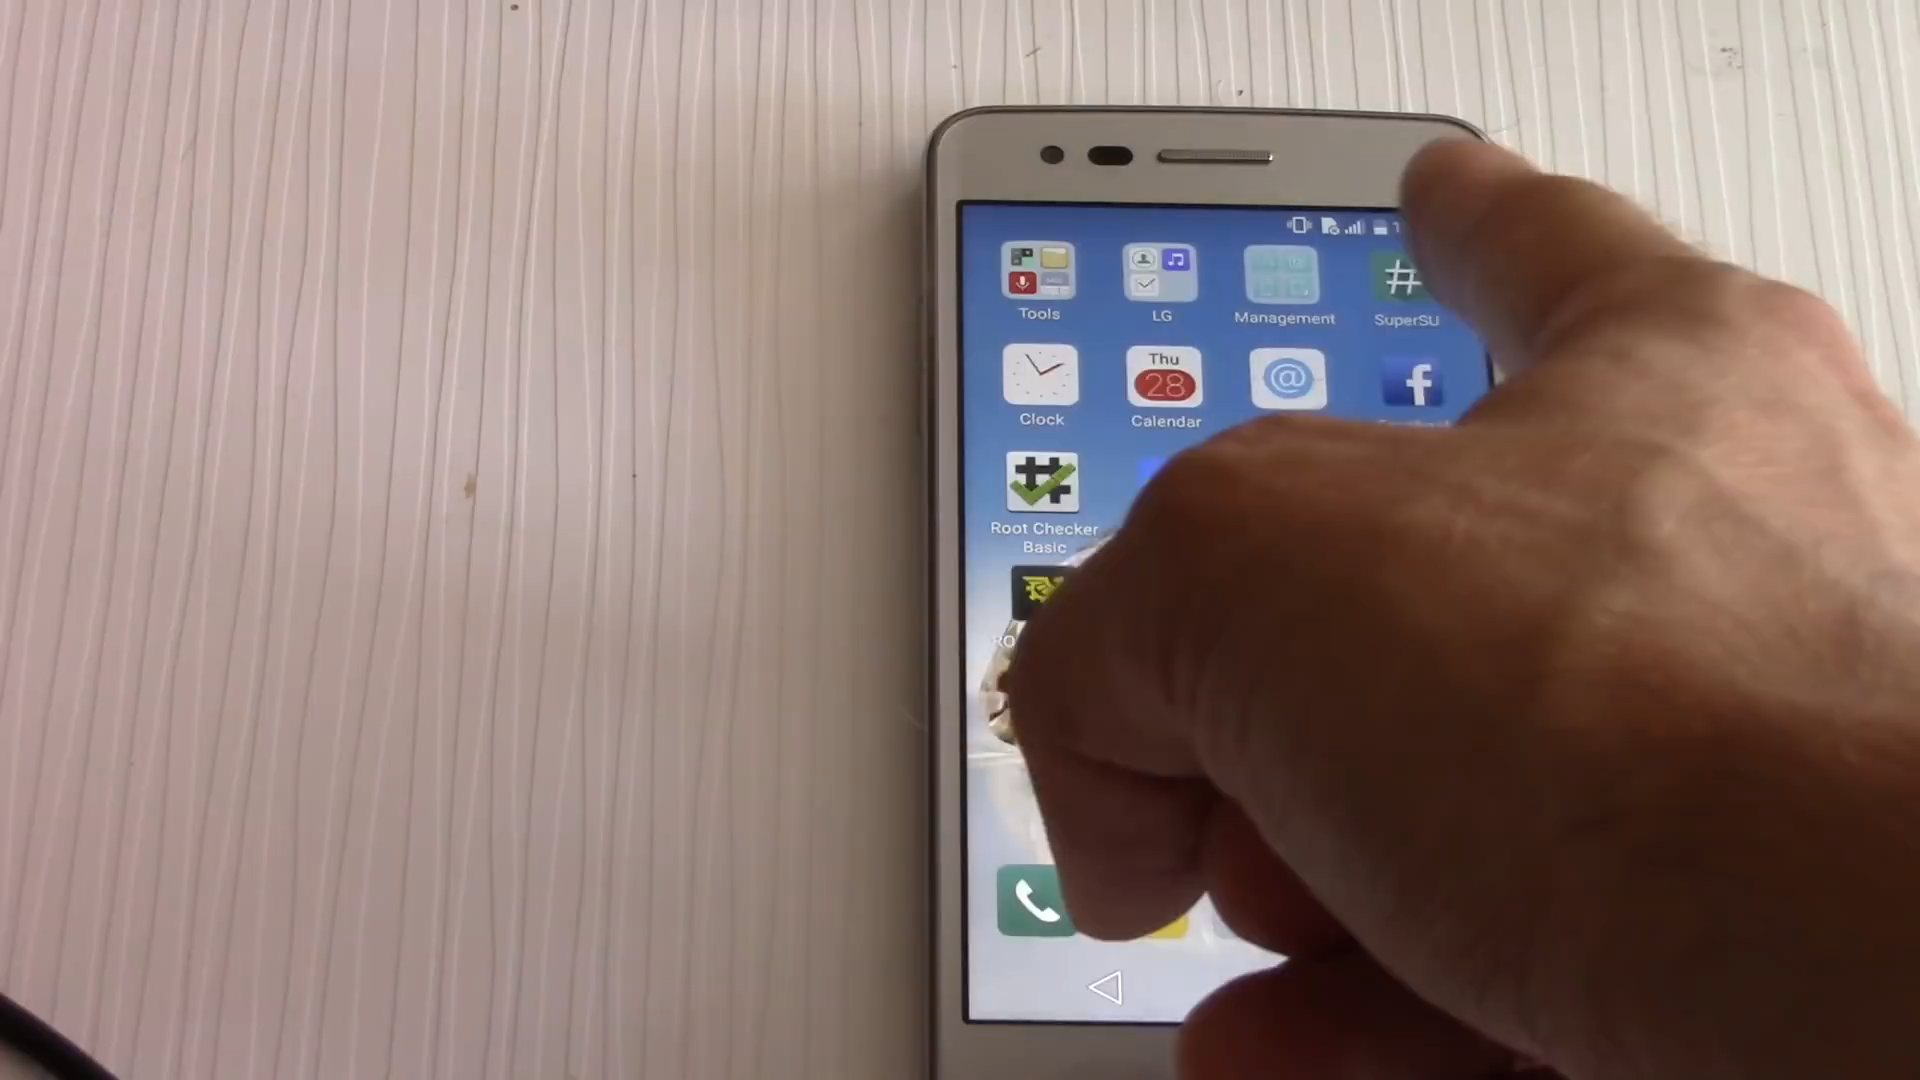 Tools
LG
Management
SuperSU
Thu
28
Clock
Calendar
Root Checker
Basic